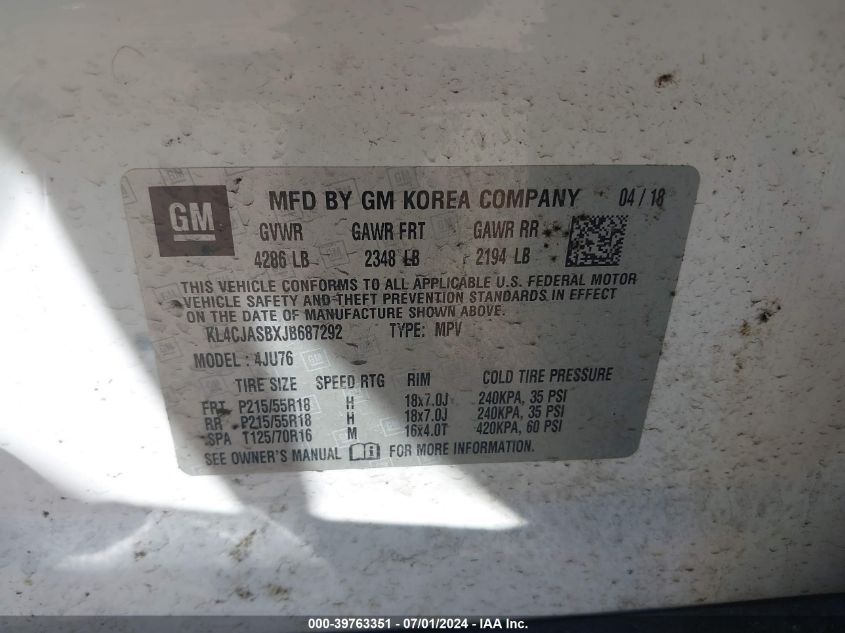 GM
MFD BY GM KOREA COMPANY 04 / 18
GVWR GAWR FRT GAWR RR
4286 LB 2348 LB 2194 LB
THIS VEHICLE CONFORMS TO ALL APPLICABLE U.S. FEDERAL MOTOR
VEHICLE SAFETY AND THEFT PREVENTION STANDARDS IN EFFECT
ON THE DATE OF MANUFACTURE SHOWN ABOVE.
KL4CJASBXJB687292 TYPE: MPV
MODEL: 4JU76
TIRE SIZE SPEED RTG RIM COLD TIRE PRESSURE
FRT P215/55R18 H 18x7.0J 240KPA, 35 PSI
RR P215/55R18 H 18x7.0J 240KPA, 35 PSI
SPA T125/70R16 M 16x4.0T 420KPA, 60 PSI
SEE OWNER'S MANUAL FOR MORE INFORMATION.
000-39763351 - 07/01/2024 - IAA Inc.